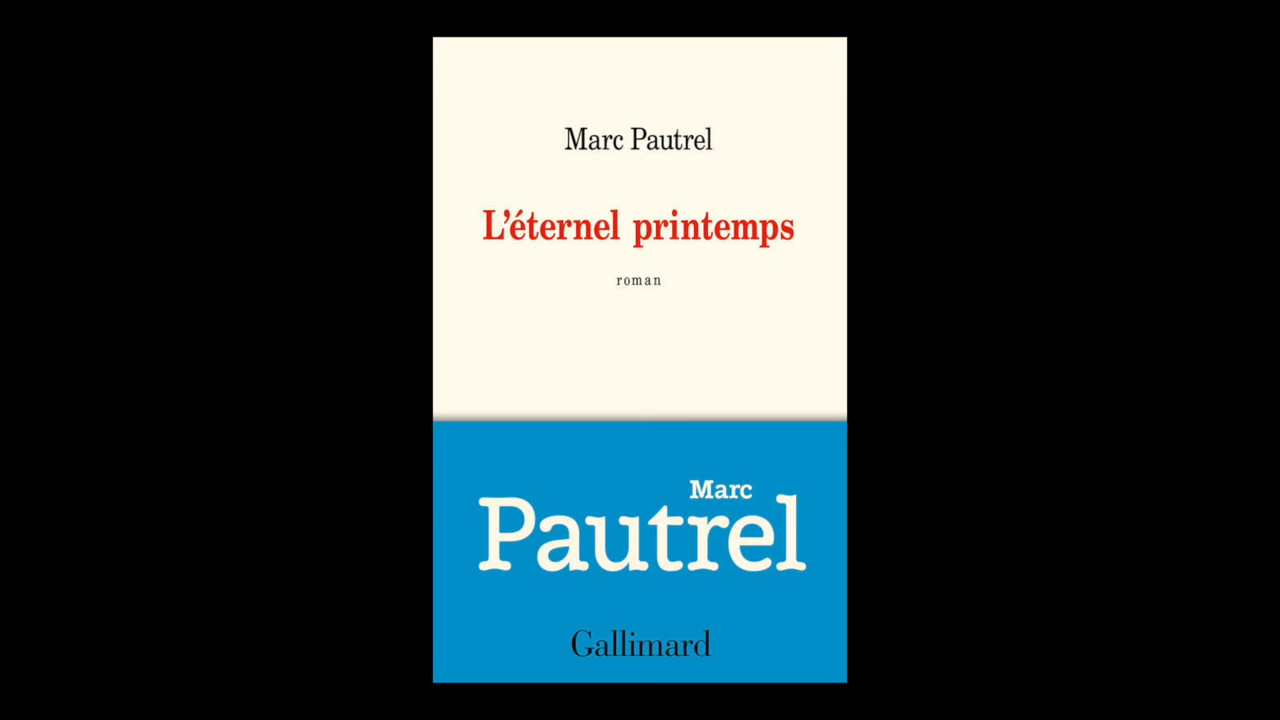 Marc Pautrel
L'éternel printemps
roman
Marc
Pautrel
Gallimard